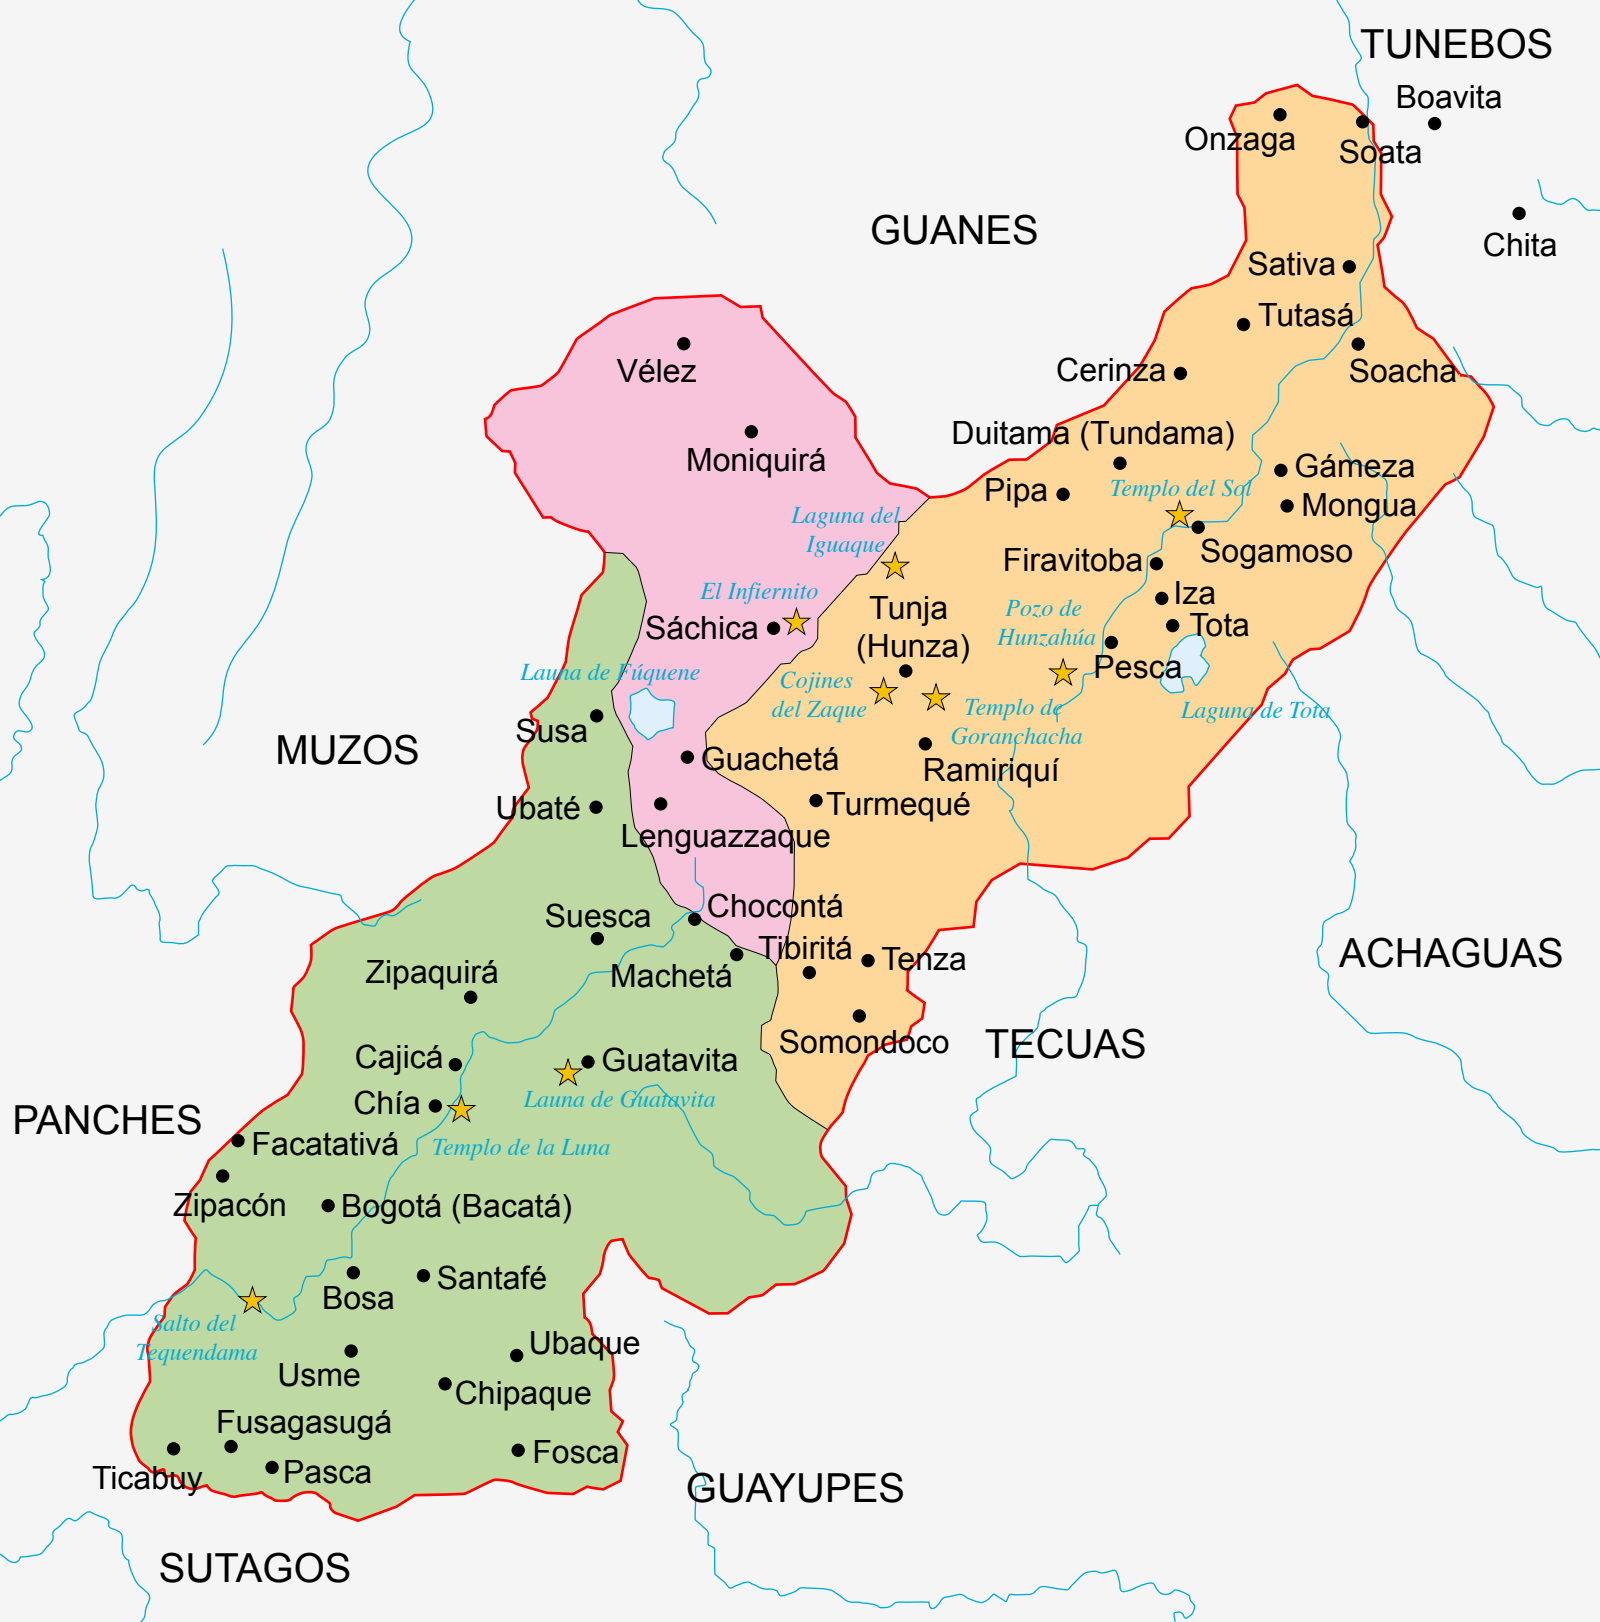 TUNEBOS
Boavita
Onzaga
Soata
GUANES
Chita
Sativa
Tutasá
Vélez
Cerinza
Soacha
Duitama (Tundama)
Moniquirá
Gámeza
Pipa
Templo del Sol
Mongua
Laguna del
Iguaque
Sogamoso
Firavitoba
El Infiernito
Iza
Tunja
(Hunza)
Pozo de
Hunzahúa
Sáchica
Tota
Launa de Fúquene
Pesca
Cojines
del Zaque
Templo de
Goranchacha
Laguna de Tota
Susa
MUZOS
Guachetá
Ramiriquí
Ubaté
Turmequé
Lenguazzaque
Suesca
Chocontá
Tibiritá
Tenza
ACHAGUAS
Zipaquirá
Machetá
Somondoco
TECUAS
Cajicá
Guatavita
Launa de Guatavita
Chía
PANCHES
Facatativá
Templo de la Luna
Zipacón
Bogotá (Bacatá)
Santafé
Bosa
Salto del
Tequendama
Ubaque
Usme
Chipaque
Fusagasugá
Fosca
Ticabuy
Pasca
GUAYUPES
SUTAGOS